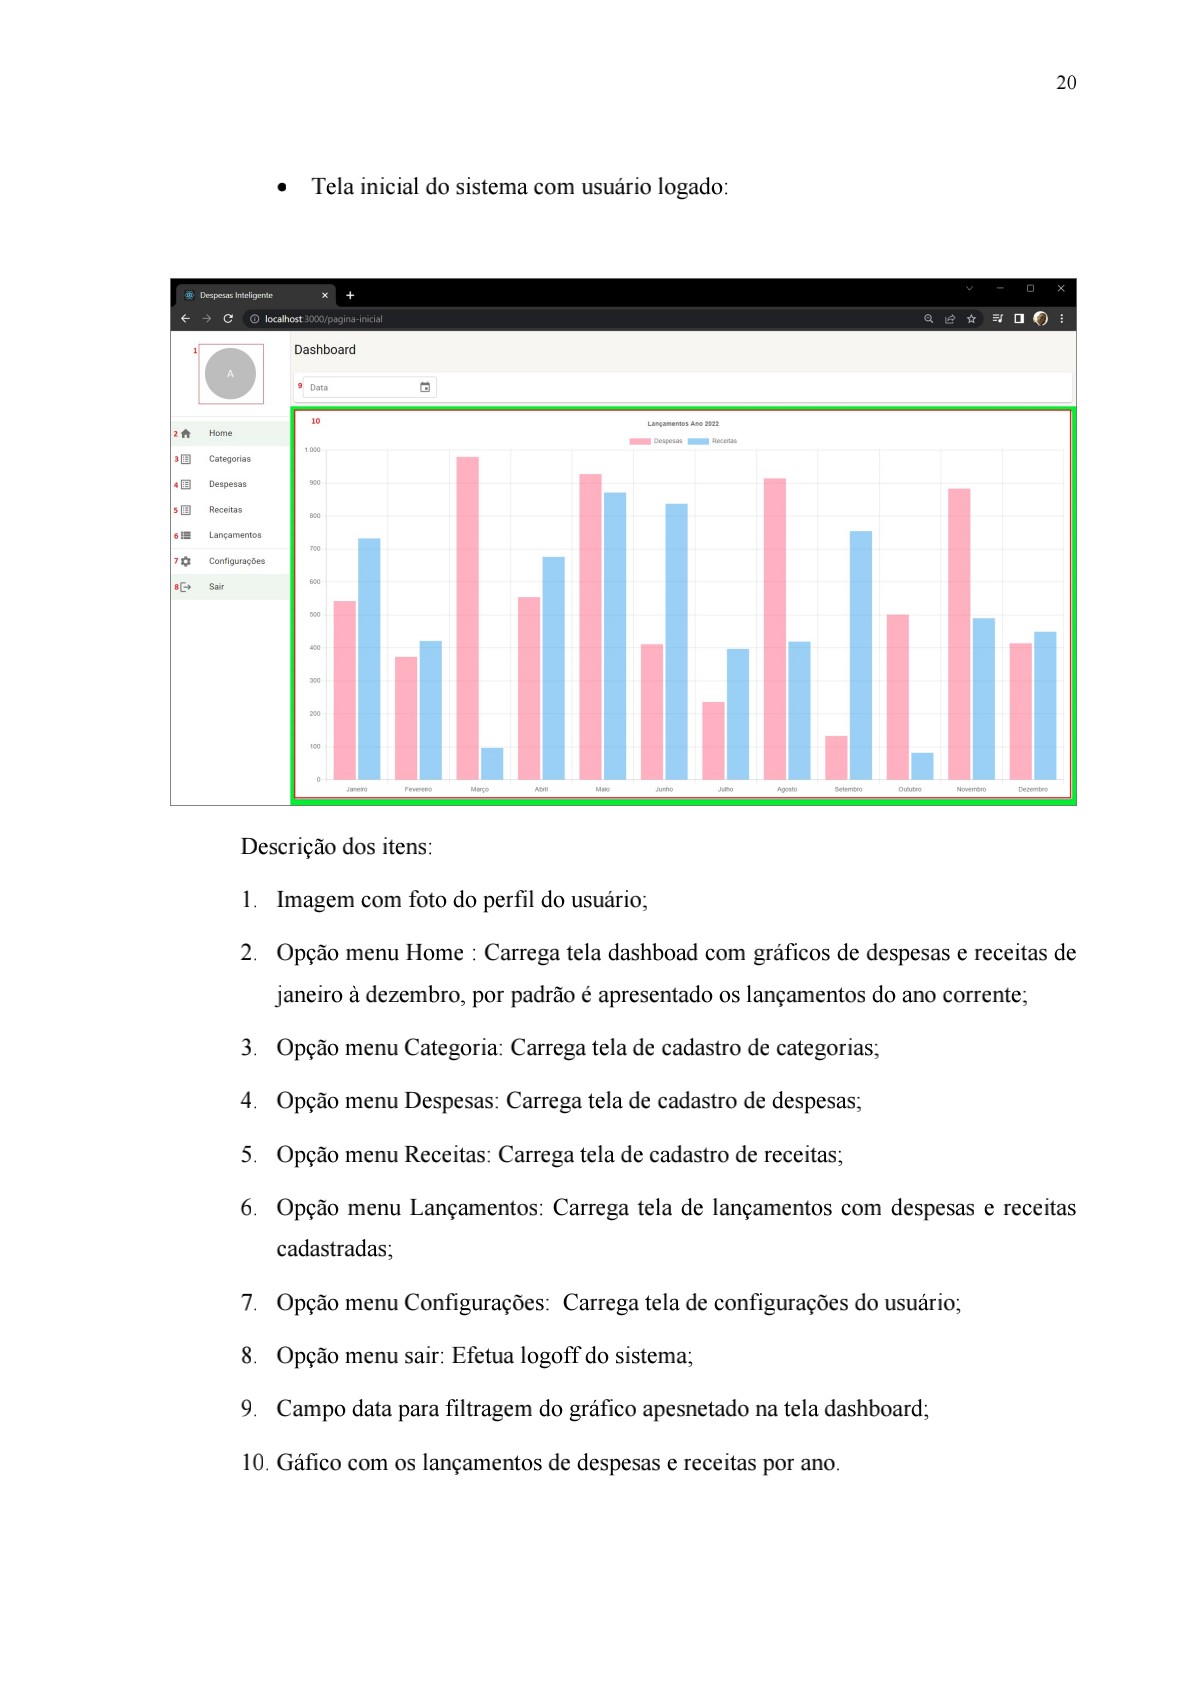 20
• Tela inicial do sistema com usuário logado:
Despesas Inteligente
localhost:3000/pagina-inicial
1
A
Dashboard
9 Data
2 Home
3 Categorias
4 Despesas
5 Receitas
6 Lançamentos
7 Configurações
8 Sair
10
Lançamentos Ano 2022
Despesas Receitas
1.000
900
800
700
600
500
400
300
200
100
0
Janeiro Fevereiro Março Abril Maio Junho Julho Agosto Setembro Outubro Novembro Dezembro
Descrição dos itens:
1. Imagem com foto do perfil do usuário;
2. Opção menu Home : Carrega tela dashboad com gráficos de despesas e receitas de
janeiro à dezembro, por padrão é apresentado os lançamentos do ano corrente;
3. Opção menu Categoria: Carrega tela de cadastro de categorias;
4. Opção menu Despesas: Carrega tela de cadastro de despesas;
5. Opção menu Receitas: Carrega tela de cadastro de receitas;
6. Opção menu Lançamentos: Carrega tela de lançamentos com despesas e receitas
cadastradas;
7. Opção menu Configurações:  Carrega tela de configurações do usuário;
8. Opção menu sair: Efetua logoff do sistema;
9. Campo data para filtragem do gráfico apesnetado na tela dashboard;
10. Gáfico com os lançamentos de despesas e receitas por ano.